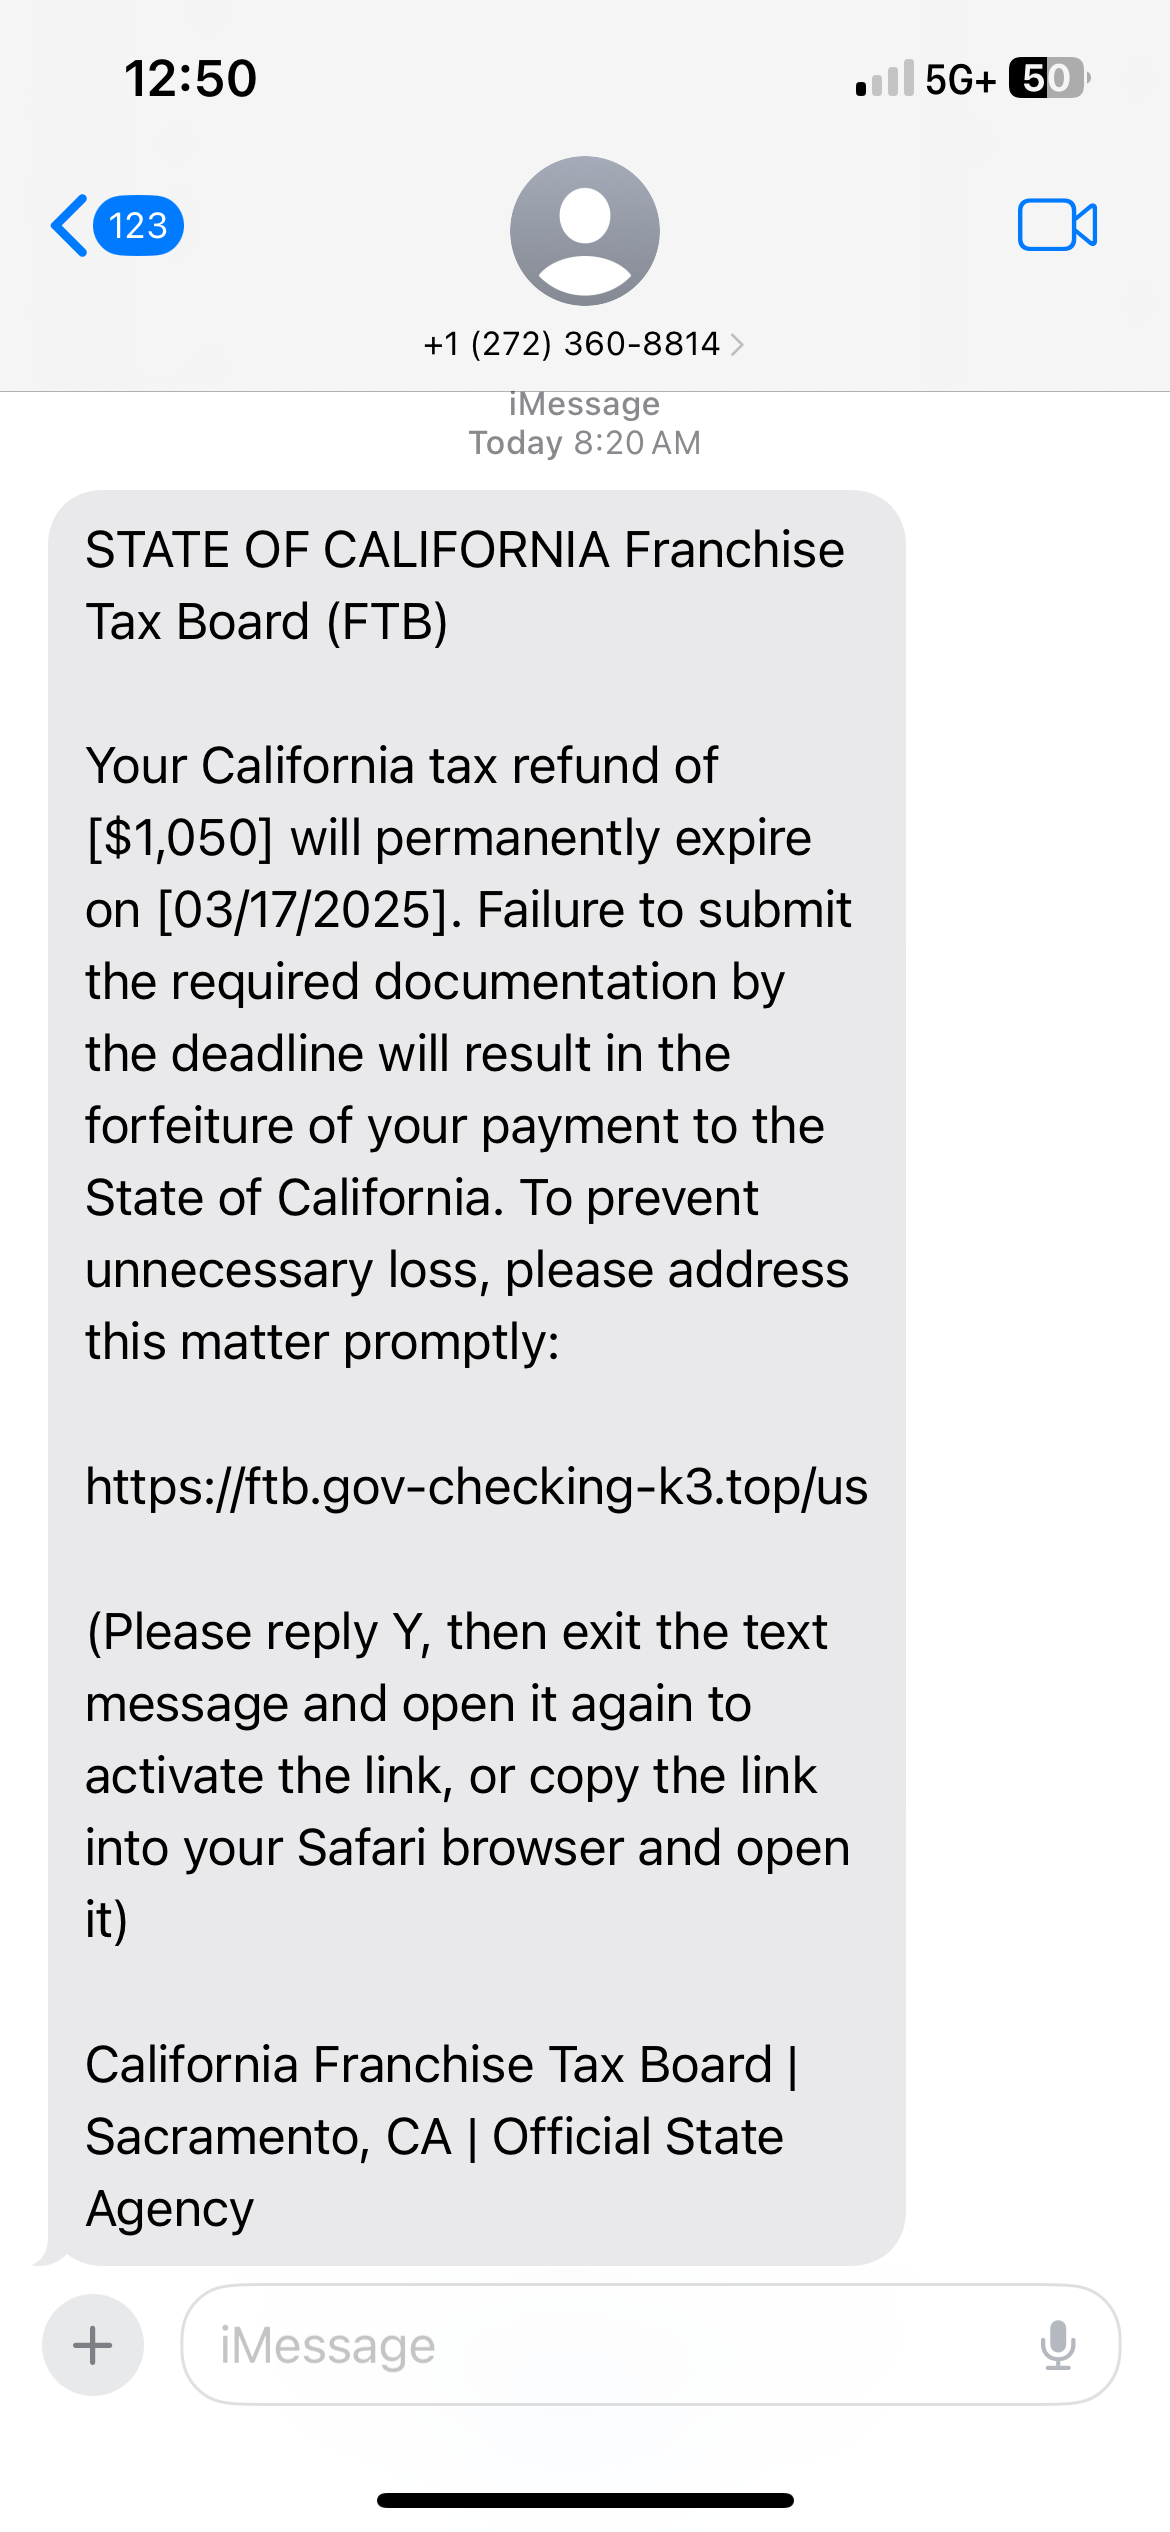 12:50
5G+
50
123
+1 (272) 360-8814
iMessage
Today 8:20 AM
STATE OF CALIFORNIA Franchise
Tax Board (FTB)
Your California tax refund of
[$1,050] will permanently expire
on [03/17/2025]. Failure to submit
the required documentation by
the deadline will result in the
forfeiture of your payment to the
State of California. To prevent
unnecessary loss, please address
this matter promptly:
https://ftb.gov-checking-k3.top/us
(Please reply Y, then exit the text
message and open it again to
activate the link, or copy the link
into your Safari browser and open
it)
California Franchise Tax Board |
Sacramento, CA | Official State
Agency
iMessage